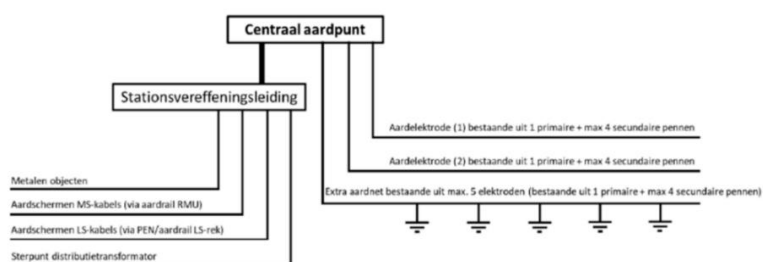 Centraal aardpunt
Stationsvereffeningsleiding
Aardelektrode (1) bestaande uit 1 primaire + max 4 secundaire pennen
Aardelektrode (2) bestaande uit 1 primaire + max 4 secundaire pennen
Metalen objecten
Extra aardnet bestaande uit max. 5 elektroden (bestaande uit 1 primaire + max 4 secundaire pennen)
Aardschermen MS-kabels (via aardrail RMU)
Aardschermen LS-kabels (via PEN/aardrail LS-rek)
Sterpunt distributietransformator